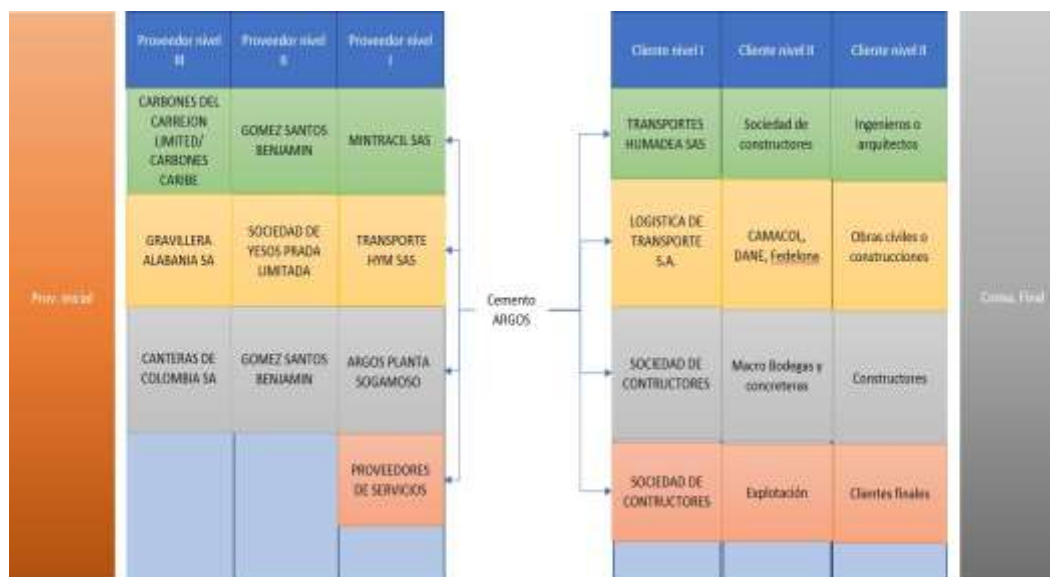 Proveedor nivel
III
Proveedor nivel
II
Proveedor nivel
I
Cliente nivel I
Cliente nivel II
Cliente nivel II
CARBONES DEL
CARREJON
LIMITED/
CARBONES
CARIBE
GOMEZ SANTOS
BENJAMIN
MINTRACIL SAS
TRANSPORTES
HUMADEA SAS
Sociedad de
constructores
Ingenieros o
arquitectos
GRAVILLERA
ALABANIA SA
SOCIEDAD DE
YESOS PRADA
LIMITADA
TRANSPORTE
HYM SAS
LOGISTICA DE
TRANSPORTE
S.A.
CAMACOL,
DANE, Fedelona
Obras civiles o
construcciones
Prov. Inicial
Cemento
ARGOS
Consu. Final
CANTERAS DE
COLOMBIA SA
GOMEZ SANTOS
BENJAMIN
ARGOS PLANTA
SOGAMOSO
SOCIEDAD DE
CONTRUCTORES
Macro Bodegas y
concreteras
Constructores
PROVEEDORES
DE SERVICIOS
SOCIEDAD DE
CONTRUCTORES
Explotación
Clientes finales